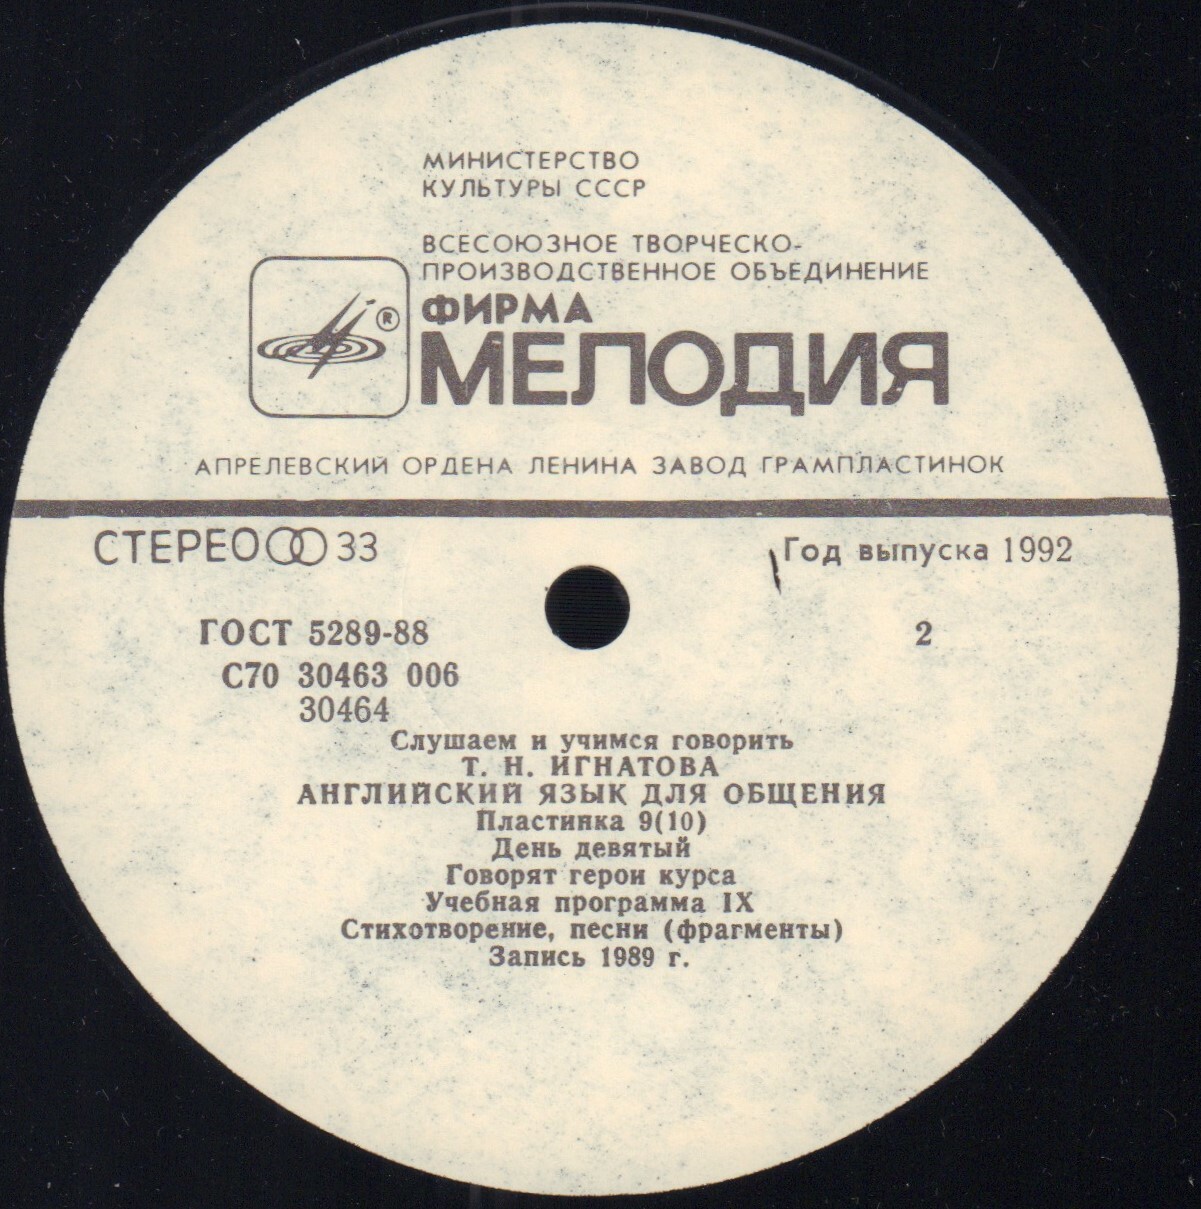 МИНИСТЕРСТВО
КУЛЬТУРЫ СССР
ВСЕСОЮЗНОЕ ТВОРЧЕСКО-
ПРОИЗВОДСТВЕННОЕ ОБЪЕДИНЕНИЕ
®
ФИРМА
МЕЛОДИЯ
АПРЕЛЕВСКИЙ ОРДЕНА ЛЕНИНА ЗАВОД ГРАМПЛАСТИНОК
СТЕРЕО 33
Год выпуска 1992
ГОСТ 5289-88
2
С70 30463 006
30464
Слушаем и учимся говорить
Т. Н. ИГНАТОВА
АНГЛИЙСКИЙ ЯЗЫК ДЛЯ ОБЩЕНИЯ
Пластинка 9(10)
День девятый
Говорят герои курса
Учебная программа IX
Стихотворение, песни (фрагменты)
Запись 1989 г.